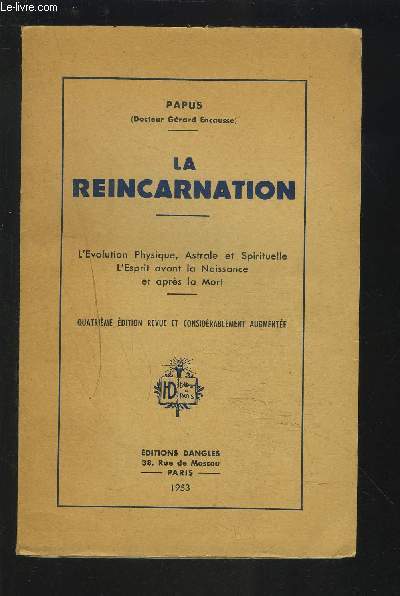 Le-Livre.com
PAPUS
(Docteur Gérard Encausse)
LA
REINCARNATION
L'Evolution Physique, Astrale et Spirituelle
L'Esprit avant la Naissance
et après la Mort
QUATRIÈME ÉDITION REVUE ET CONSIDÉRABLEMENT AUGMENTÉE
HD
ÉDITIONS DANGLES
38, Rue de Moscou
PARIS
1953